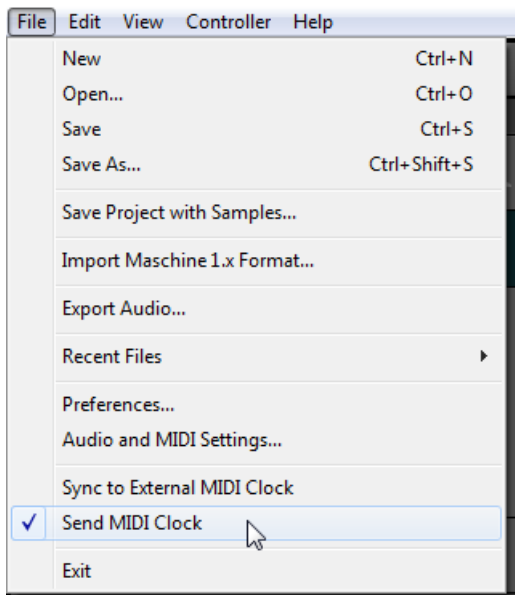 File Edit View Controller Help
New Ctrl+N
Open... Ctrl+O
Save Ctrl+S
Save As... Ctrl+Shift+S
Save Project with Samples...
Import Maschine 1.x Format...
Export Audio...
Recent Files
Preferences...
Audio and MIDI Settings...
Sync to External MIDI Clock
Send MIDI Clock
Exit